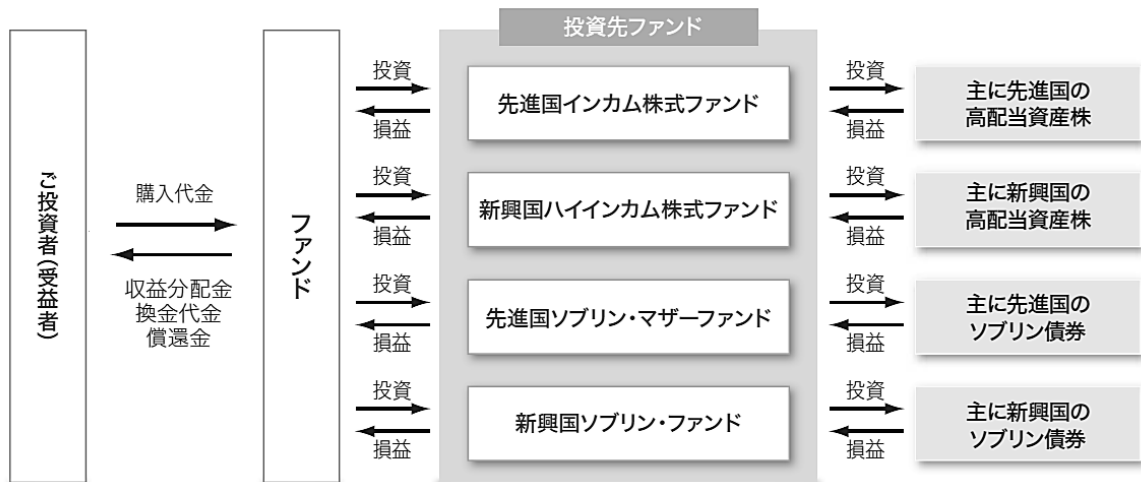 投資先ファンド
ご投資者(受益者)
購入代金
収益分配金
換金代金
償還金
ファンド
投資
損益
先進国インカム株式ファンド
投資
損益
主に先進国の
高配当資産株
投資
損益
新興国ハイインカム株式ファンド
投資
損益
主に新興国の
高配当資産株
投資
損益
先進国ソブリン・マザーファンド
投資
損益
主に先進国の
ソブリン債券
投資
損益
新興国ソブリン・ファンド
投資
損益
主に新興国の
ソブリン債券